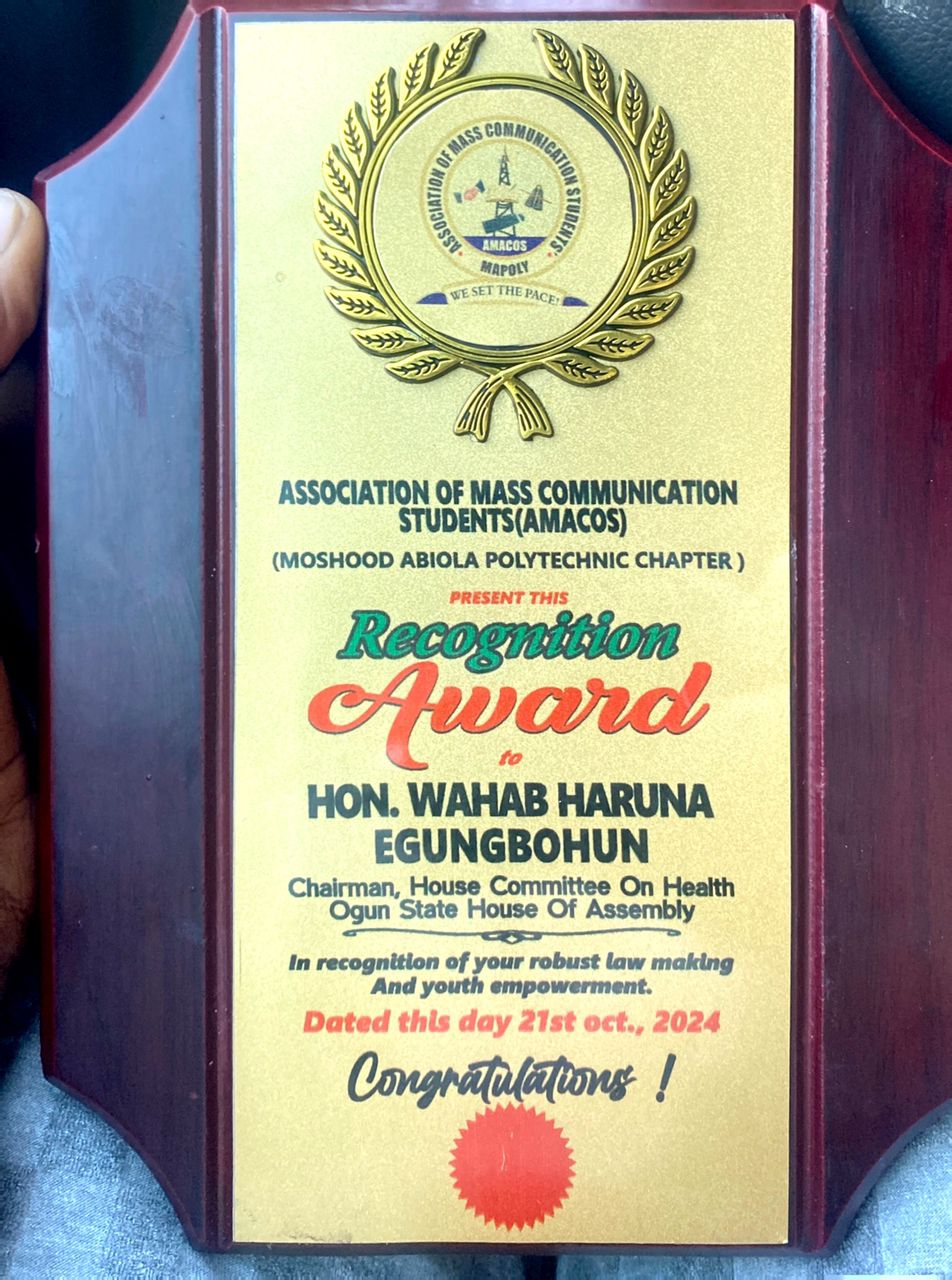 ASSOCIATION OF MASS COMMUNICATION STUDENTS'
AMACOS
MAPOLY
WE SET THE PACE!
ASSOCIATION OF MASS COMMUNICATION
STUDENTS(AMACOS)
(MOSHOOD ABIOLA POLYTECHNIC CHAPTER )
PRESENT THIS
Recognition
Award
to
HON. WAHAB HARUNA
EGUNGBOHUN
Chairman, House Committee On Health
Ogun State House Of Assembly
In recognition of your robust law making
And youth empowerment.
Dated this day 21st oct., 2024
Congratulations !